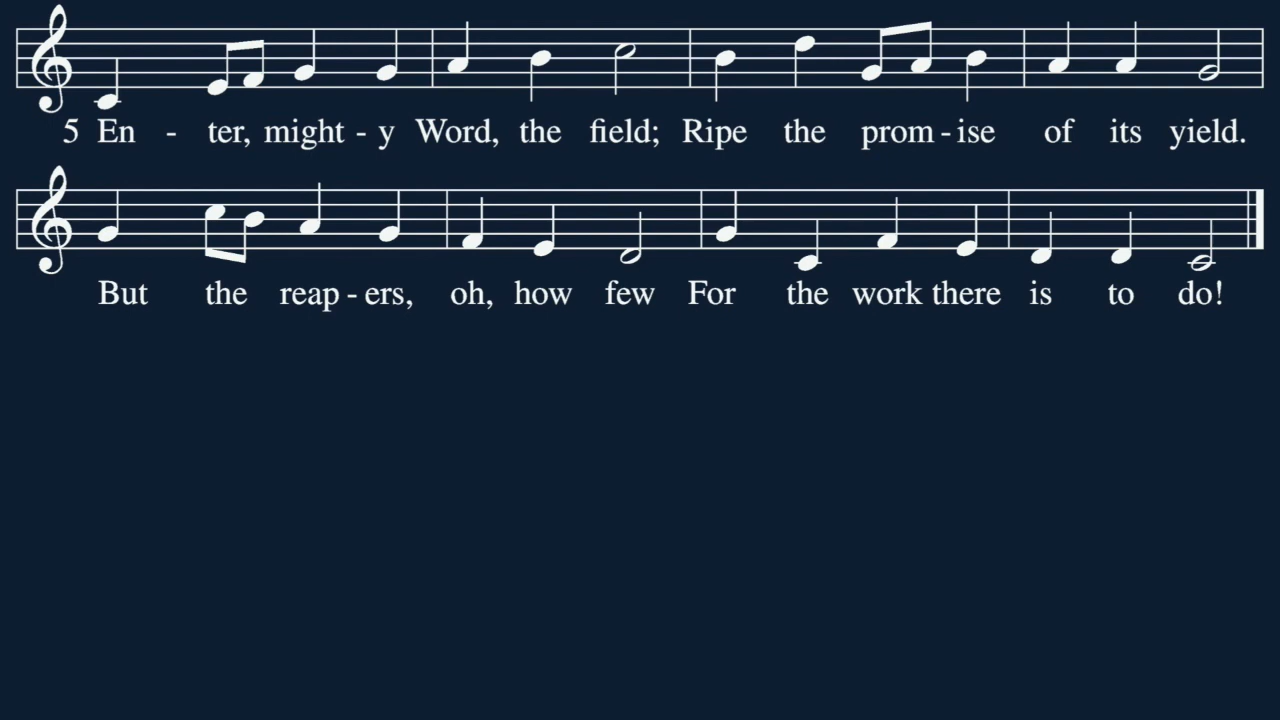 5 En - ter, might - y Word, the field; Ripe the prom - ise of its yield.
But the reap - ers, oh, how few For the work there is to do!